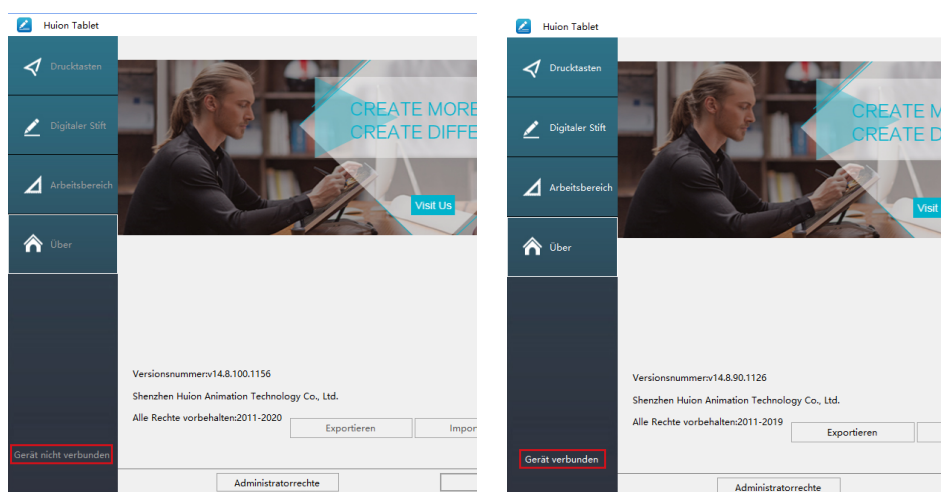 Huion Tablet
Drucktasten
Digitaler Stift
Arbeitsbereich
Über
CREATE MORE
CREATE DIFFE
Visit Us
Versionsnummer:v14.8.100.1156
Shenzhen Huion Animation Technology Co., Ltd.
Alle Rechte vorbehalten:2011-2020
Exportieren
Impor
Gerät nicht verbunden
Administratorrechte
Huion Tablet
Drucktasten
Digitaler Stift
Arbeitsbereich
Über
CREATE M
CREATE D
Visit
Versionsnummer:v14.8.90.1126
Shenzhen Huion Animation Technology Co., Ltd.
Alle Rechte vorbehalten:2011-2019
Exportieren
Gerät verbunden
Administratorrechte